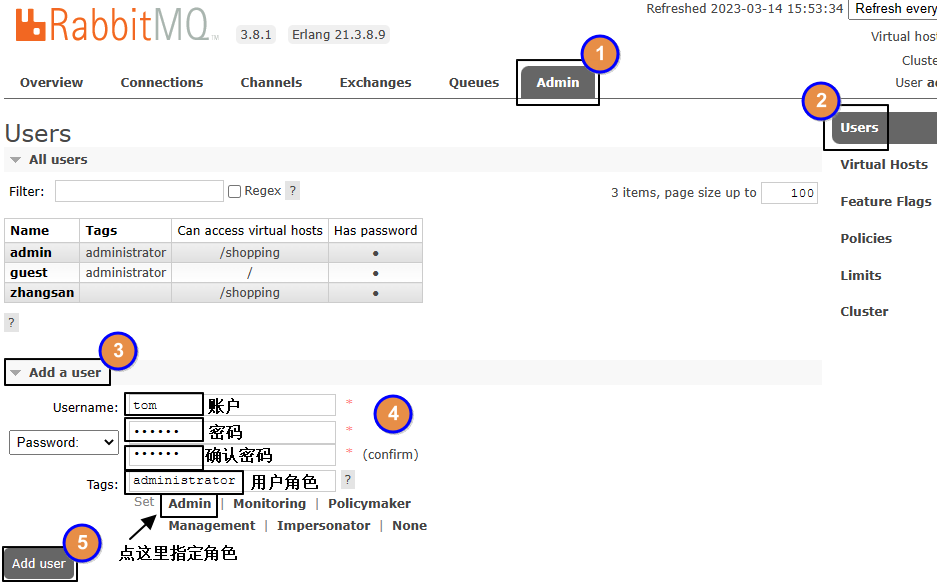 Refreshed 2023-03-14 15:53:34 Refresh every
RabbitMQ TM 3.8.1 Erlang 21.3.8.9
Virtual host
Cluste
User ad
1
Overview Connections Channels Exchanges Queues Admin
2
Users
Users
All users
Virtual Hosts
Filter: Regex ? 3 items, page size up to 100
Feature Flags
Name Tags Can access virtual hosts Has password
Policies
admin administrator /shopping ●
guest administrator / ●
Limits
zhangsan /shopping ●
Cluster
?
3
Add a user
Username: tom 账户 *
4
Password: •••••• 密码 *
•••••• 确认密码 * (confirm)
Tags: administrator 用户角色 ?
Set Admin | Monitoring | Policymaker
Management | Impersonator | None
5
点这里指定角色
Add user